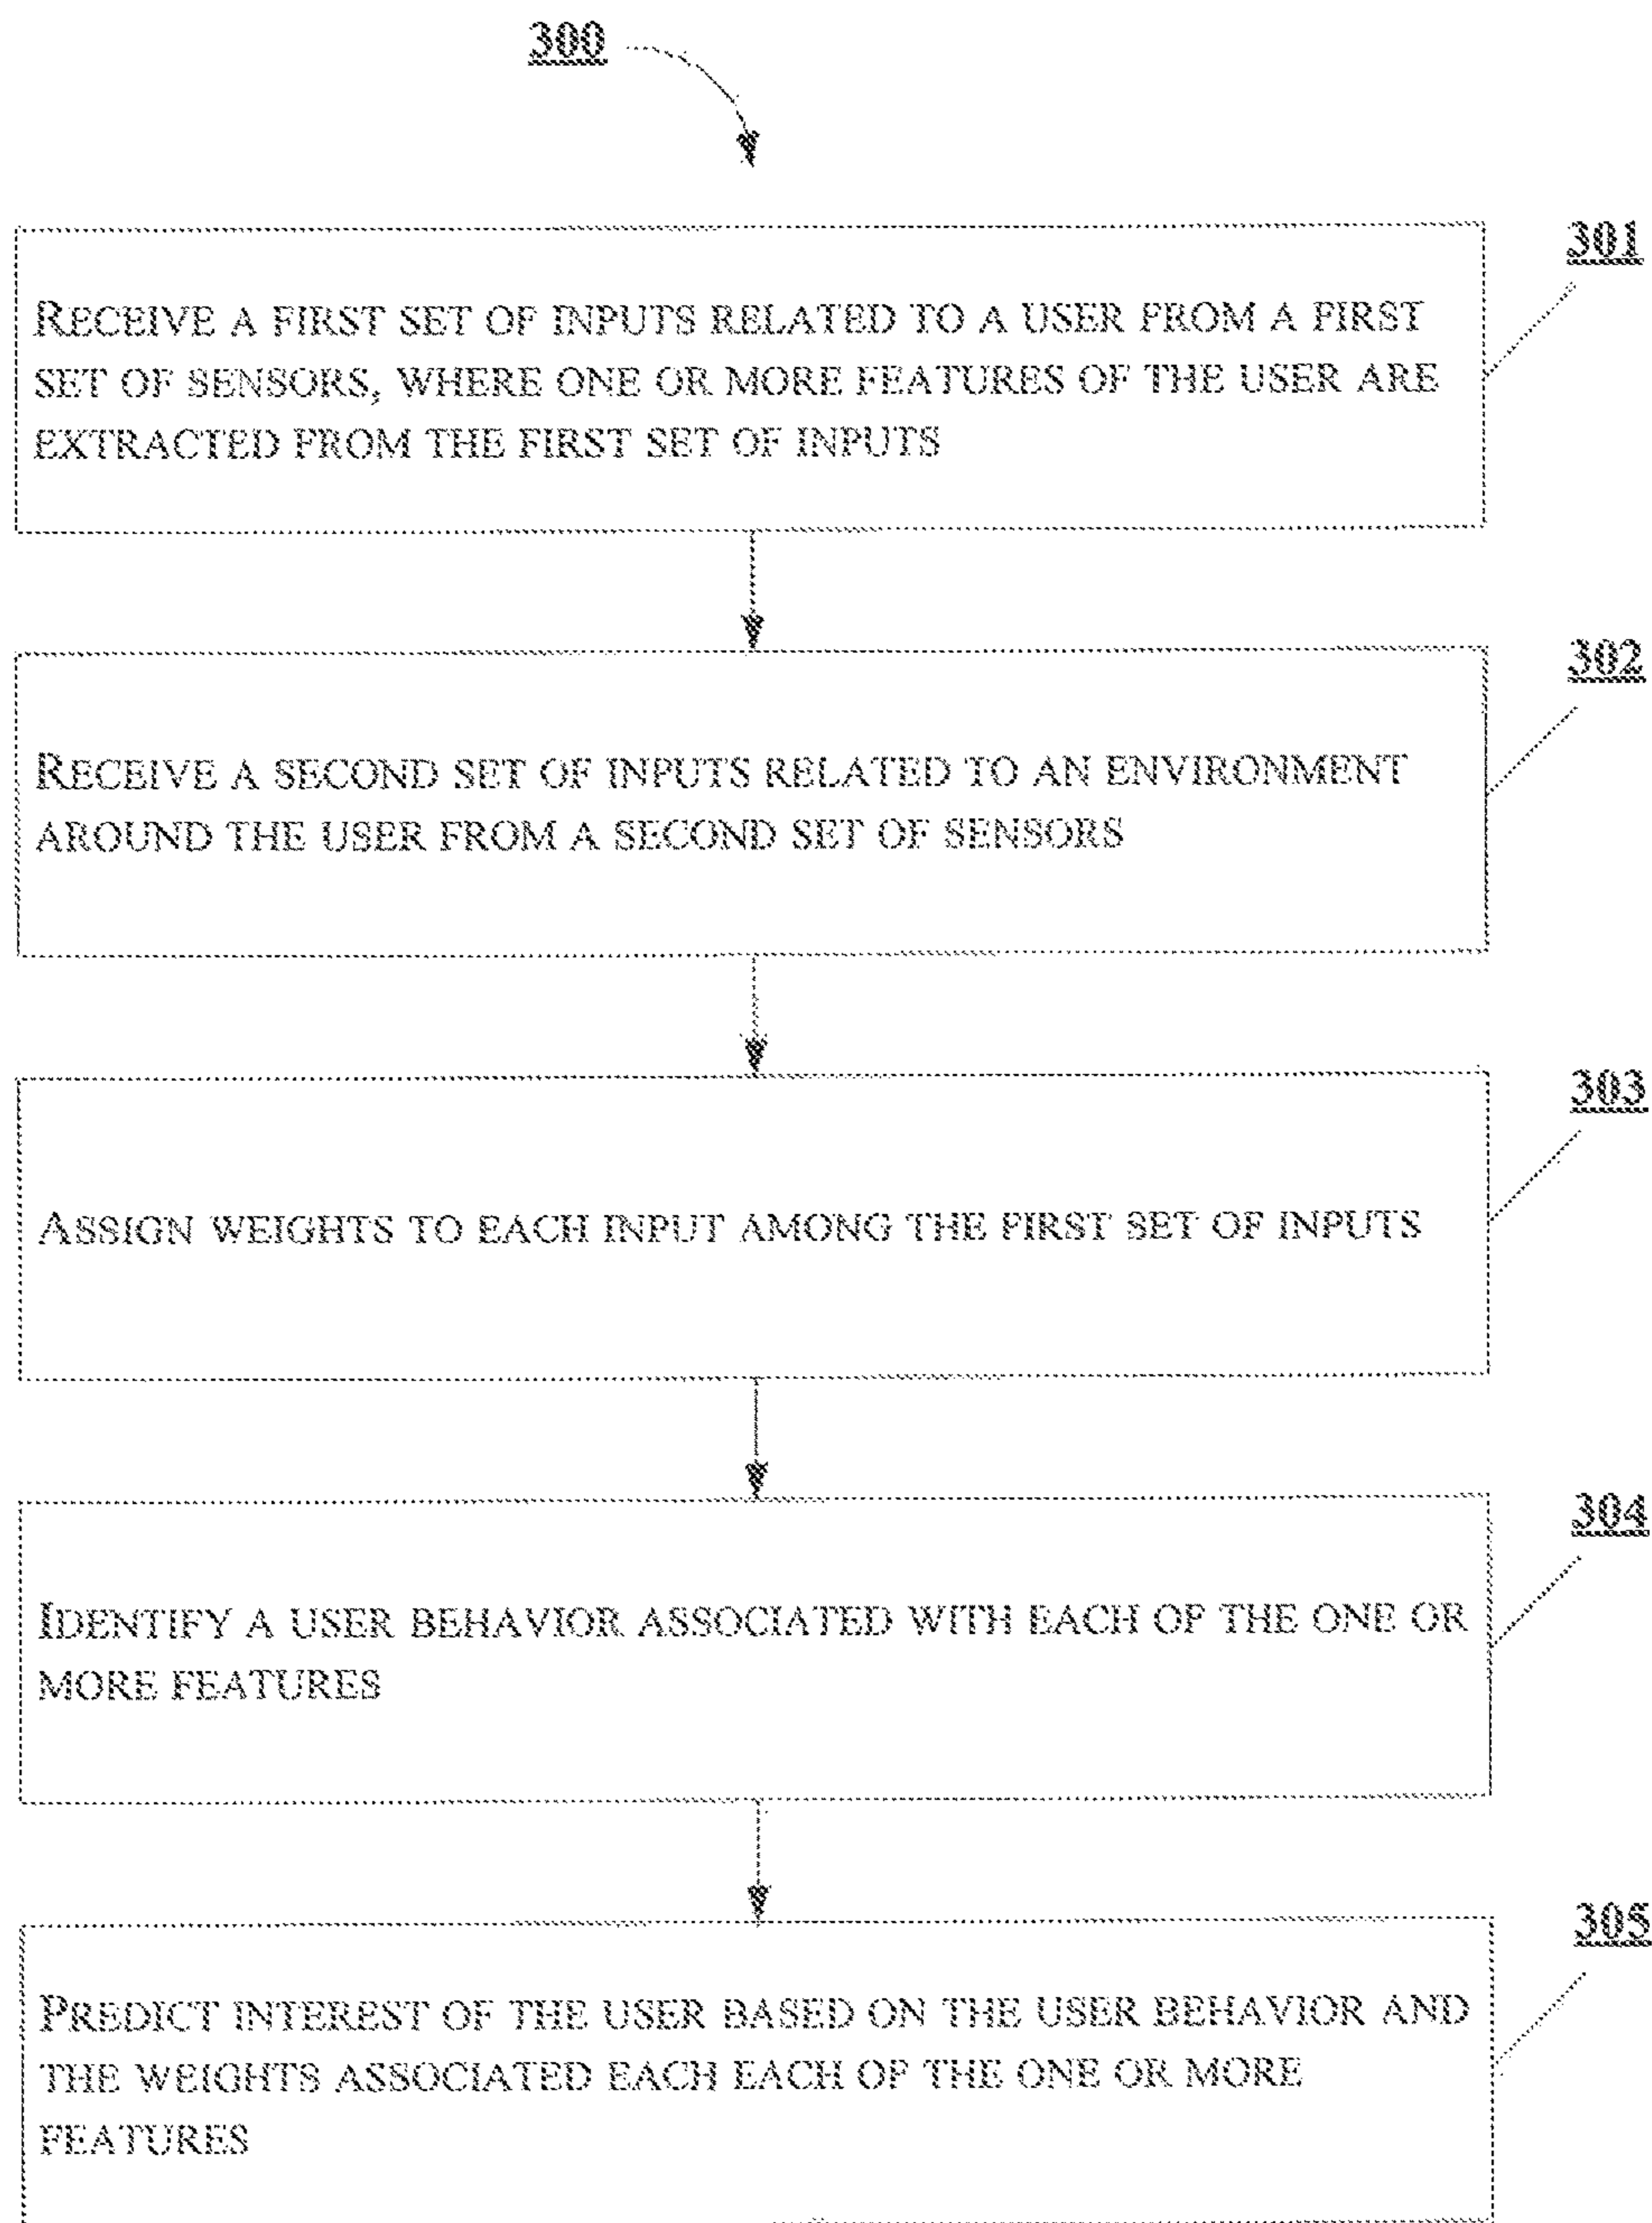 300
301
RECEIVE A FIRST SET OF INPUTS RELATED TO A USER FROM A FIRST
SET OF SENSORS, WHERE ONE OR MORE FEATURES OF THE USER ARE
EXTRACTED FROM THE FIRST SET OF INPUTS
302
RECEIVE A SECOND SET OF INPUTS RELATED TO AN ENVIRONMENT
AROUND THE USER FROM A SECOND SET OF SENSORS
303
ASSIGN WEIGHTS TO EACH INPUT AMONG THE FIRST SET OF INPUTS
304
IDENTIFY A USER BEHAVIOR ASSOCIATED WITH EACH OF THE ONE OR
MORE FEATURES
305
PREDICT INTEREST OF THE USER BASED ON THE USER BEHAVIOR AND
THE WEIGHTS ASSOCIATED EACH EACH OF THE ONE OR MORE
FEATURES